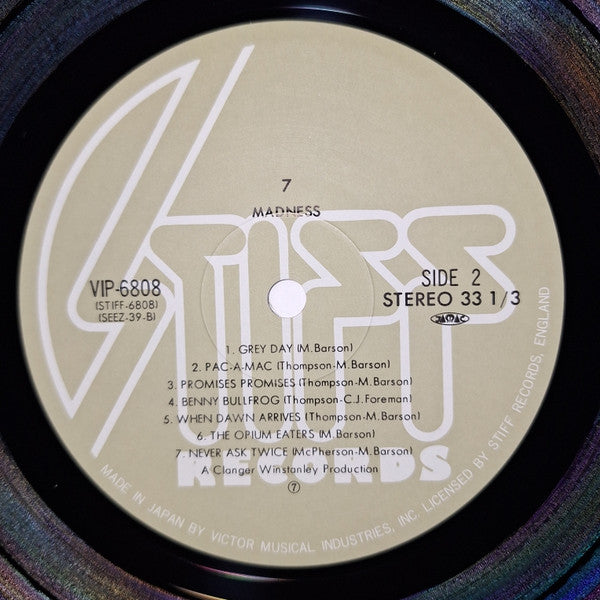 7
MADNESS
STIFF
RECORDS
VIP-6808
(STIFF-6808)
(SEEZ-39-B)
SIDE 2
STEREO 33 1/3
1. GREY DAY (M. Barson)
2. PAC-A-MAC (Thompson-M. Barson)
3. PROMISES PROMISES (Thompson-M. Barson)
4. BENNY BULLFROG (Thompson-C.J. Foreman)
5. WHEN DAWN ARRIVES (Thompson-M. Barson)
6. THE OPIUM EATERS (M. Barson)
7. NEVER ASK TWICE (McPherson-M. Barson)
A Clanger Winstanley Production
⑦
MADE IN JAPAN BY VICTOR MUSICAL INDUSTRIES, INC. LICENSED BY STIFF RECORDS, ENGLAND